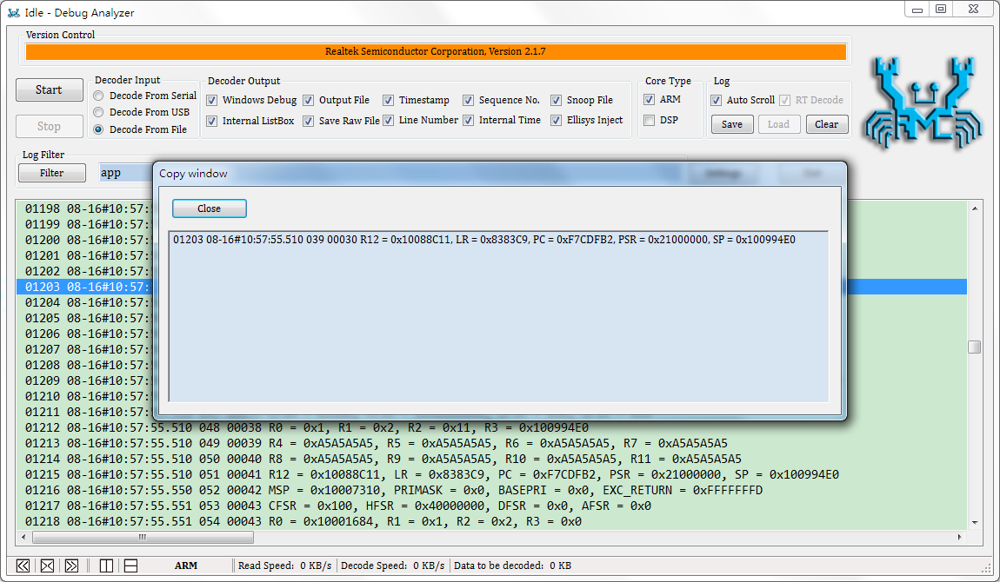 Idle - Debug Analyzer
Version Control
Realtek Semiconductor Corporation, Version 2.1.7
Start
Stop
Decoder Input
Decode From Serial
Decode From USB
Decode From File
Decoder Output
Windows Debug
Output File
Timestamp
Sequence No.
Snoop File
Internal ListBox
Save Raw File
Line Number
Internal Time
Ellisys Inject
Core Type
ARM
DSP
Log
Auto Scroll
RT Decode
Save
Load
Clear
Log Filter
Filter
app
Copy window
Close
01203 08-16#10:57:55.510 039 00030 R12 = 0x10088C11, LR = 0x8383C9, PC = 0xF7CDFB2, PSR = 0x21000000, SP = 0x100994E0
01198 08-16#10:57:
01199 08-16#10:57:
01200 08-16#10:57:
01201 08-16#10:57:
01202 08-16#10:57:
01203 08-16#10:57:
01204 08-16#10:57:
01205 08-16#10:57:
01206 08-16#10:57:
01207 08-16#10:57:
01208 08-16#10:57:
01209 08-16#10:57:
01210 08-16#10:57:
01211 08-16#10:57:
01212 08-16#10:57:55.510 048 00038 R0 = 0x1, R1 = 0x2, R2 = 0x11, R3 = 0x100994E0
01213 08-16#10:57:55.510 049 00039 R4 = 0xA5A5A5A5, R5 = 0xA5A5A5A5, R6 = 0xA5A5A5A5, R7 = 0xA5A5A5A5
01214 08-16#10:57:55.510 050 00040 R8 = 0xA5A5A5A5, R9 = 0xA5A5A5A5, R10 = 0xA5A5A5A5, R11 = 0xA5A5A5A5
01215 08-16#10:57:55.510 051 00041 R12 = 0x10088C11, LR = 0x8383C9, PC = 0xF7CDFB2, PSR = 0x21000000, SP = 0x100994E0
01216 08-16#10:57:55.550 052 00042 MSP = 0x10007310, PRIMASK = 0x0, BASEPRI = 0x0, EXC_RETURN = 0xFFFFFFFD
01217 08-16#10:57:55.551 053 00043 CFSR = 0x100, HFSR = 0x40000000, DFSR = 0x0, AFSR = 0x0
01218 08-16#10:57:55.551 054 00043 R0 = 0x10001684, R1 = 0x1, R2 = 0x2, R3 = 0x0
ARM
Read Speed: 0 KB/s
Decode Speed: 0 KB/s
Data to be decoded: 0 KB